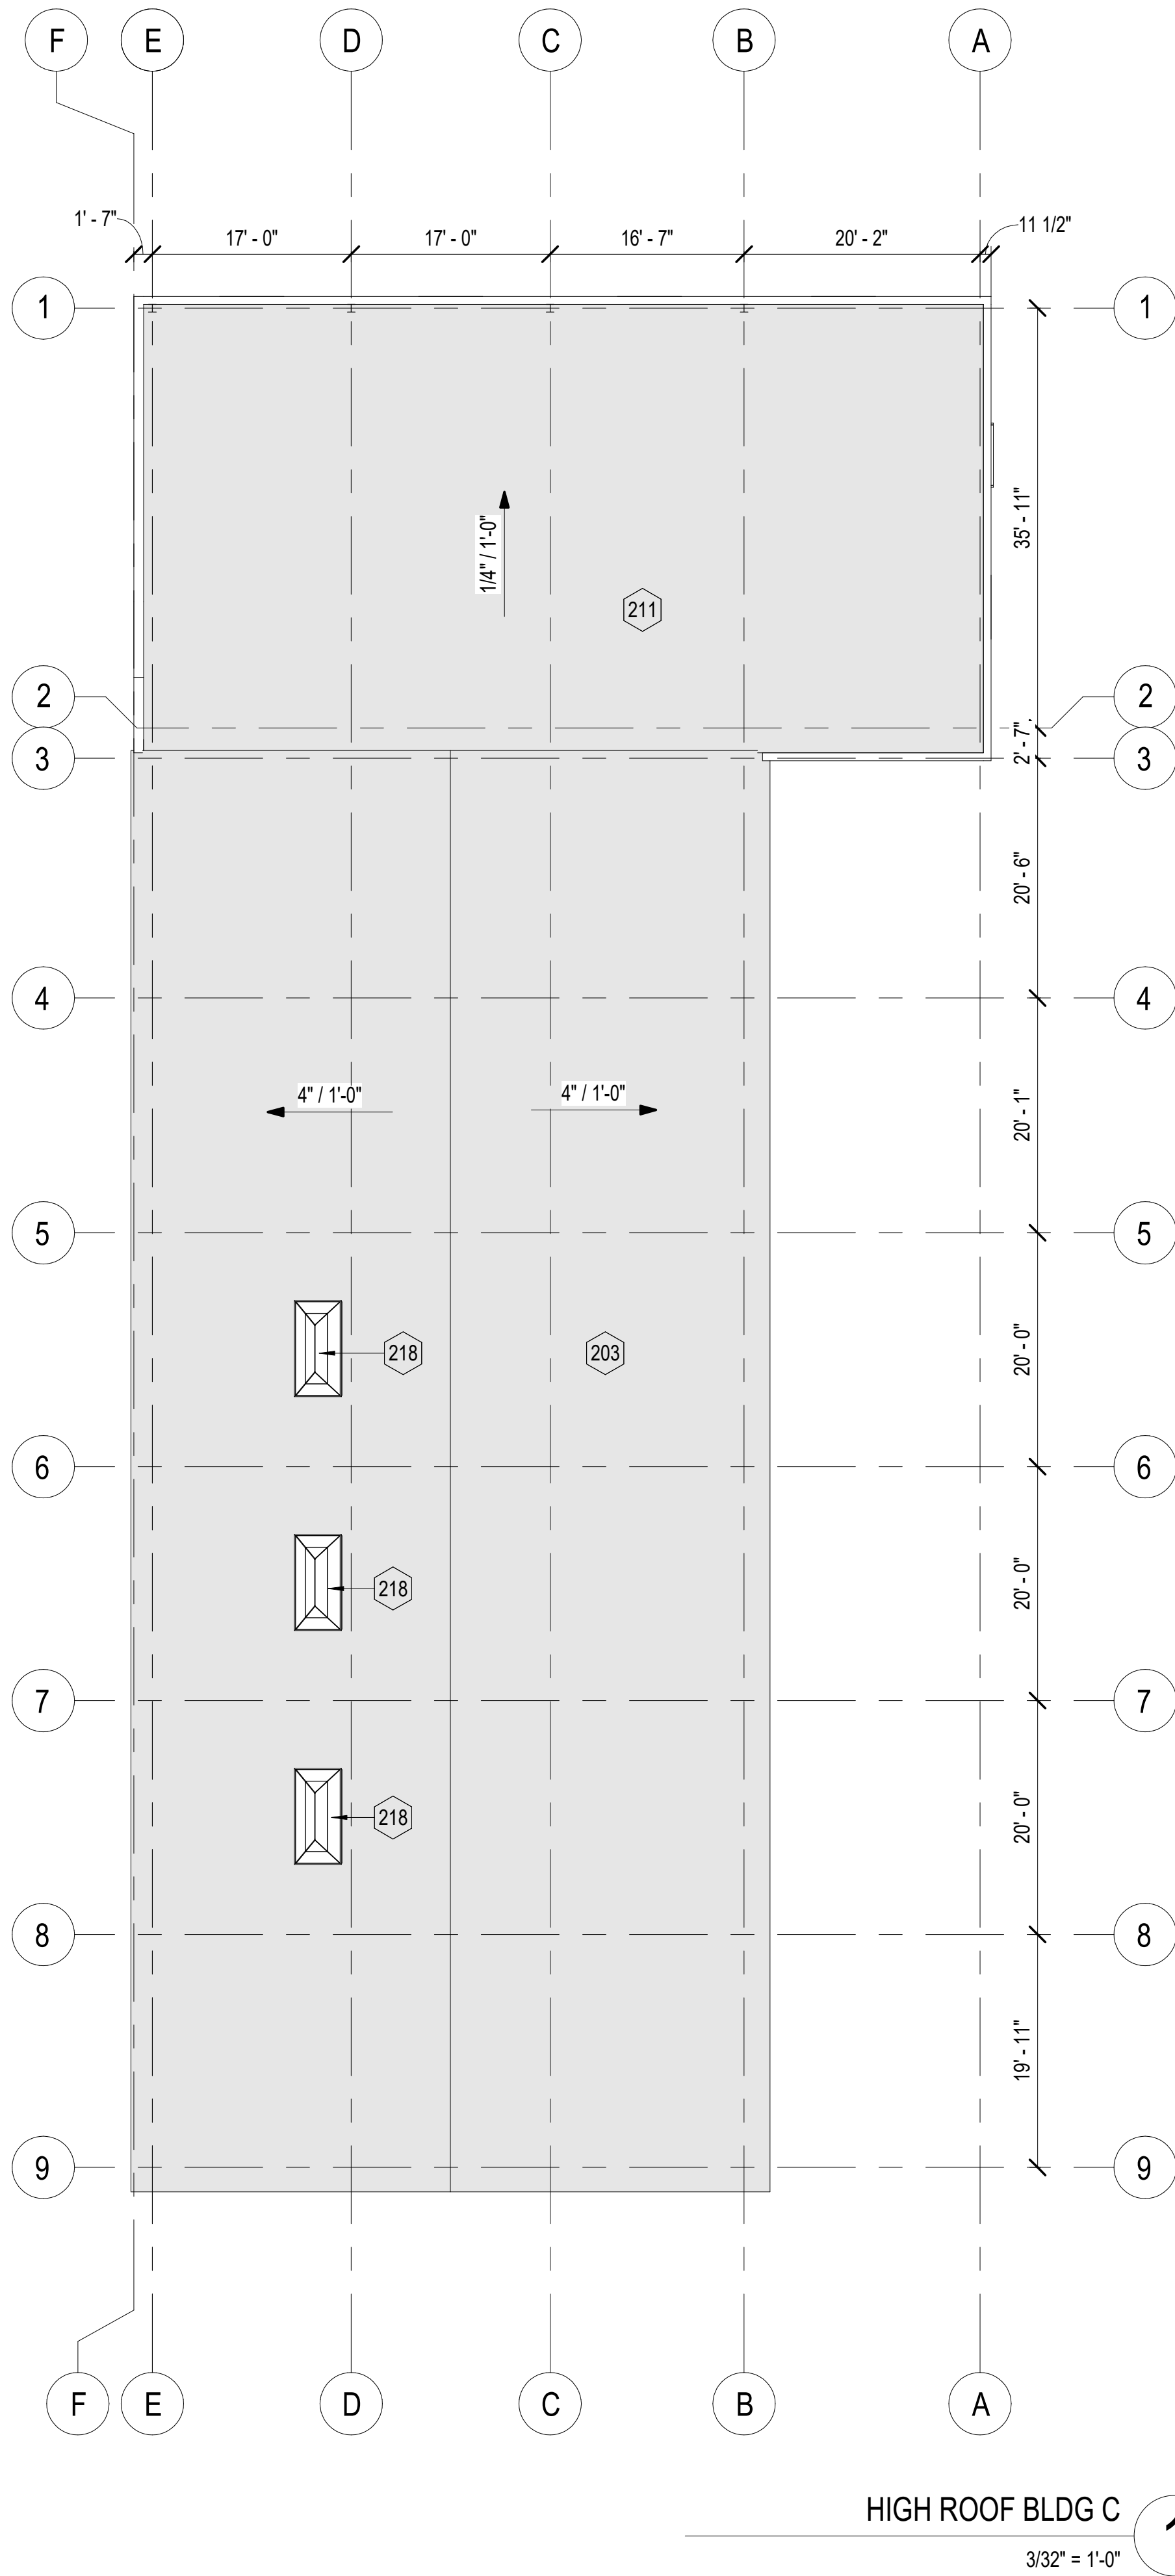 F E D C B A
1' - 7" 17' - 0" 17' - 0" 16' - 7" 20' - 2" 11 1/2"
1 1
35' - 11"
1/4" / 1'-0"
211
2 2
2' - 7"
3 3
20' - 6"
4 4
4" / 1'-0" 4" / 1'-0"
20' - 1"
5 5
218 203
20' - 0"
6 6
218
20' - 0"
7 7
218
20' - 0"
8 8
19' - 11"
9 9
F E D C B A
HIGH ROOF BLDG C
1
3/32" = 1'-0"